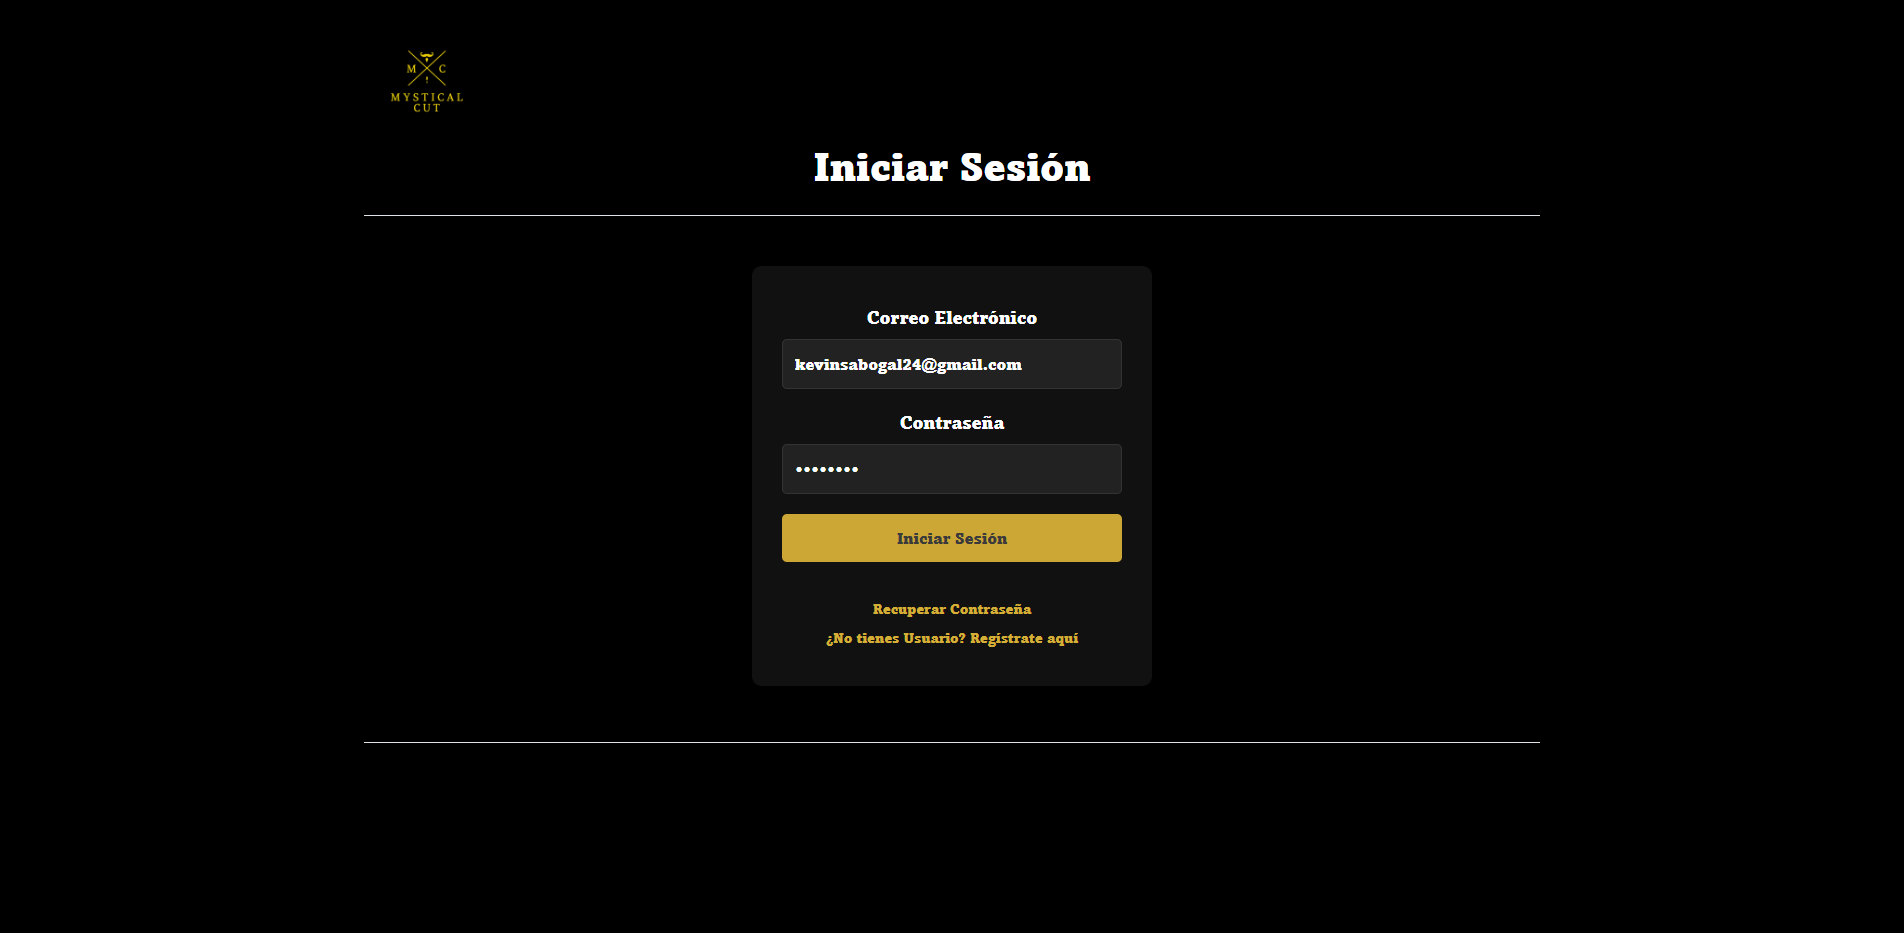 M C
MYSTICAL
CUT
Iniciar Sesión
Correo Electrónico
kevinsabogal24@gmail.com
Contraseña
••••••••
Iniciar Sesión
Recuperar Contraseña
¿No tienes Usuario? Regístrate aquí